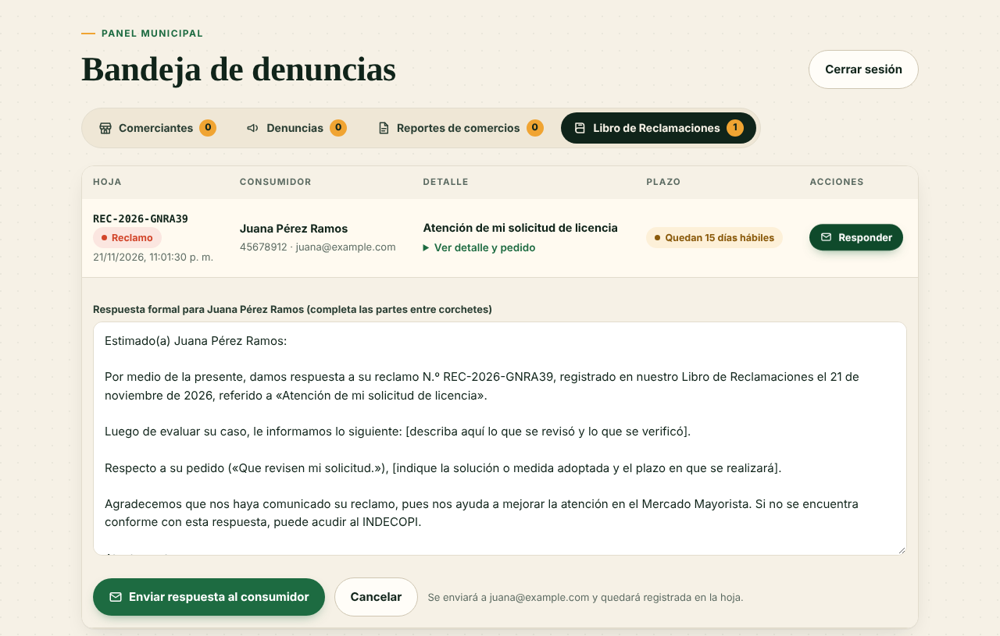 PANEL MUNICIPAL
Bandeja de denuncias
Cerrar sesión
Comerciantes 0
Denuncias 0
Reportes de comercios 0
Libro de Reclamaciones 1
HOJA CONSUMIDOR DETALLE PLAZO ACCIONES
REC-2026-GNRA39
Reclamo
21/11/2026, 11:01:30 p. m.
Juana Pérez Ramos
45678912 · juana@example.com
Atención de mi solicitud de licencia
Ver detalle y pedido
Quedan 15 días hábiles
Responder
Respuesta formal para Juana Pérez Ramos (completa las partes entre corchetes)
Estimado(a) Juana Pérez Ramos:
Por medio de la presente, damos respuesta a su reclamo N.º REC-2026-GNRA39, registrado en nuestro Libro de Reclamaciones el 21 de
noviembre de 2026, referido a «Atención de mi solicitud de licencia».
Luego de evaluar su caso, le informamos lo siguiente: [describa aquí lo que se revisó y lo que se verificó].
Respecto a su pedido («Que revisen mi solicitud.»), [indique la solución o medida adoptada y el plazo en que se realizará].
Agradecemos que nos haya comunicado su reclamo, pues nos ayuda a mejorar la atención en el Mercado Mayorista. Si no se encuentra
conforme con esta respuesta, puede acudir al INDECOPI.
Enviar respuesta al consumidor
Cancelar
Se enviará a juana@example.com y quedará registrada en la hoja.